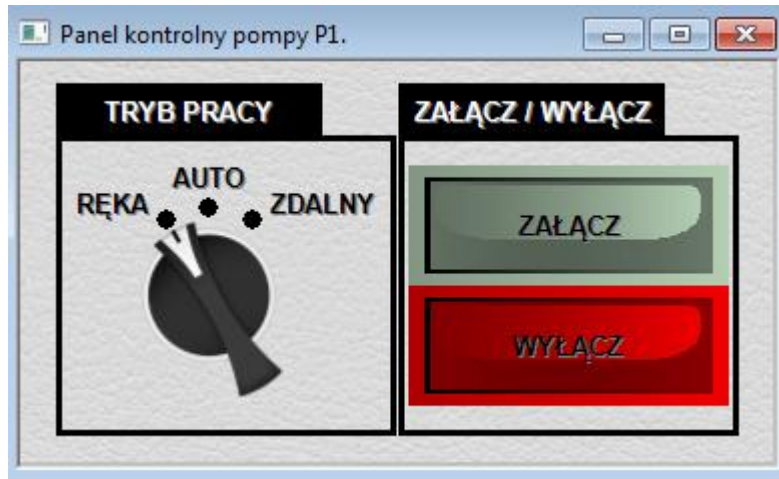 Panel kontrolny pompy P1.
TRYB PRACY
ZAŁĄCZ / WYŁĄCZ
AUTO
RĘKA
ZDALNY
ZAŁĄCZ
WYŁĄCZ